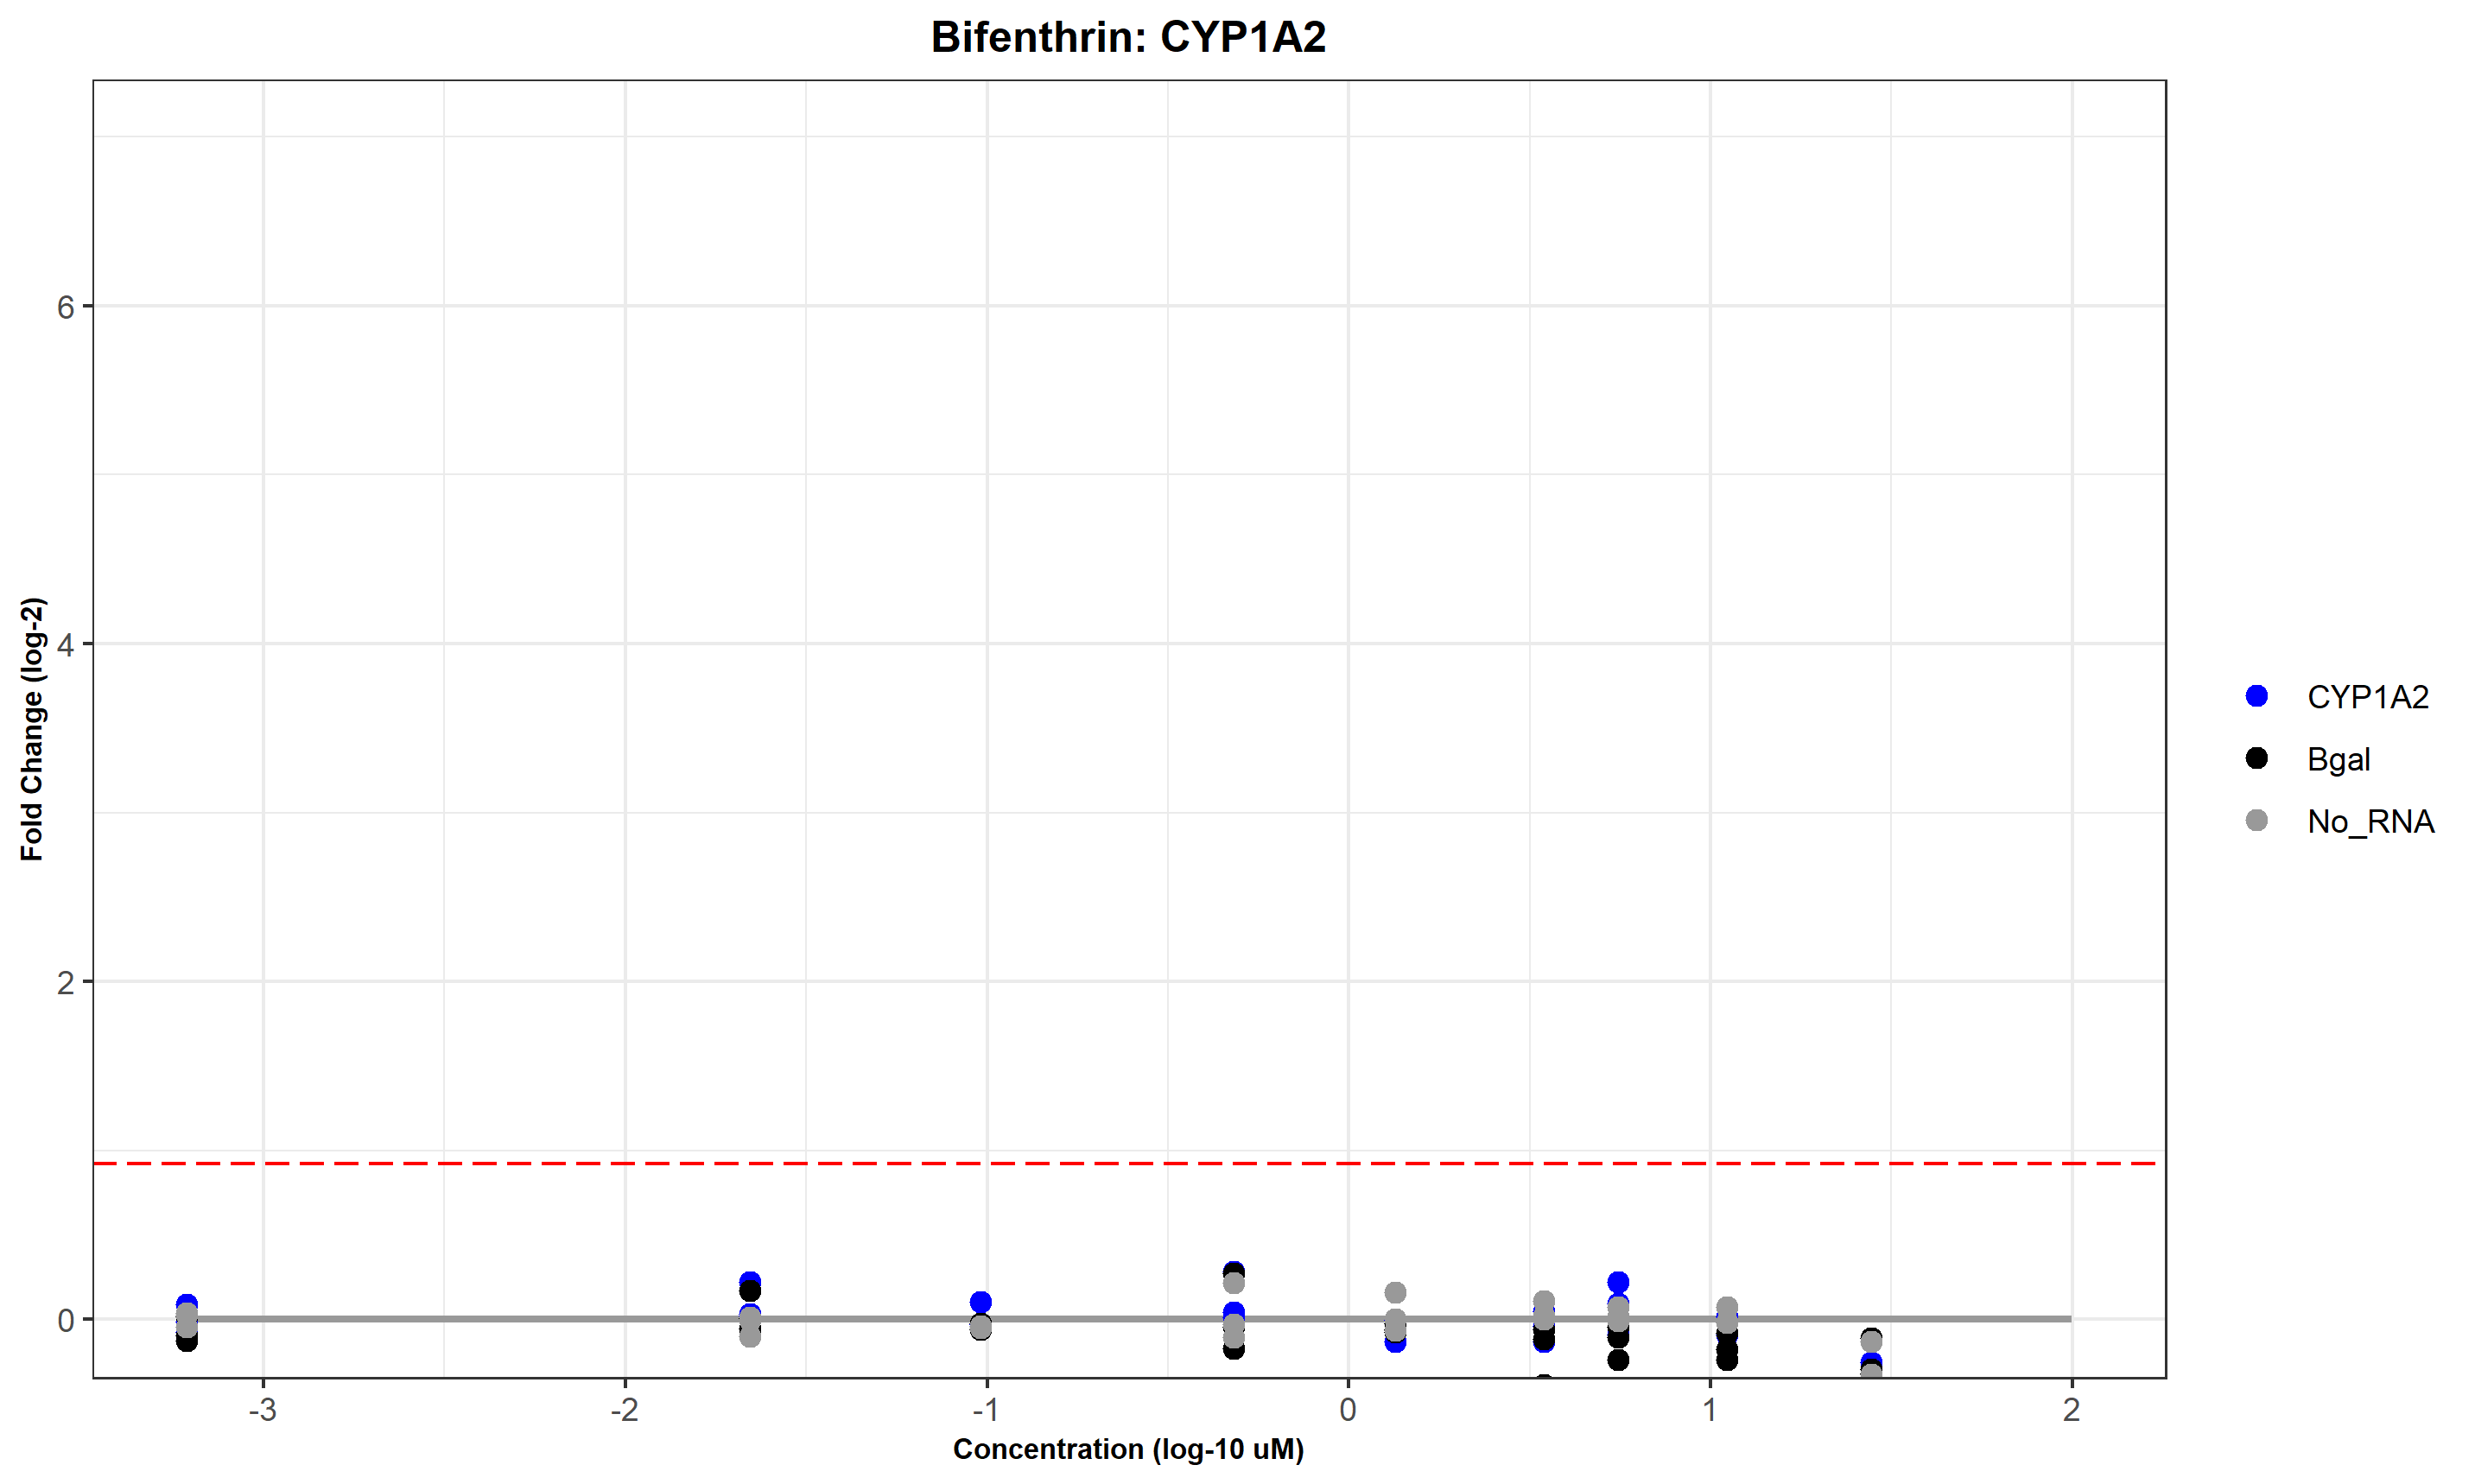 Bifenthrin: CYP1A2
Fold Change (log-2)
6
4
2
0
-3
-2
-1
0
1
2
Concentration (log-10 uM)
CYP1A2
Bgal
No_RNA